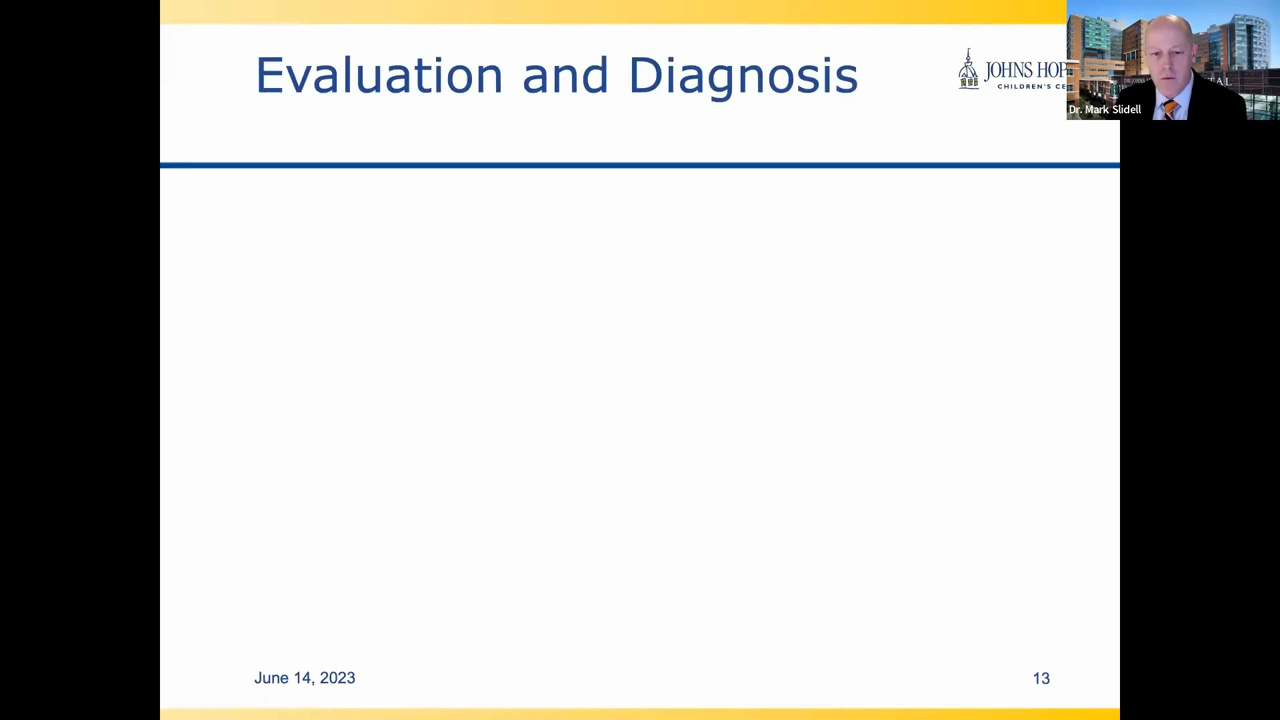 Evaluation and Diagnosis
JOHNS HOP
CHILDREN'S CE
Dr. Mark Slidell
June 14, 2023
13